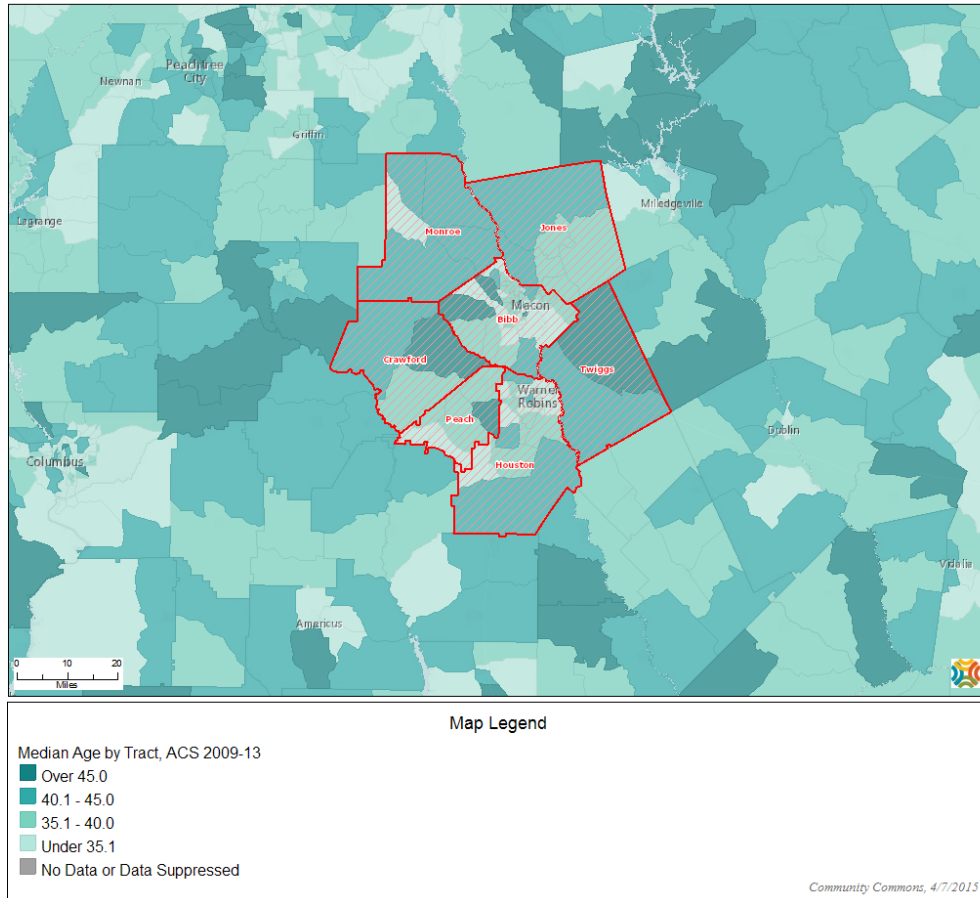 Peachtree
City
Newnan
Griffin
Lagrange
Milledgeville
Monroe
Jones
Macon
Bibb
Crawford
Twiggs
Warner
Robins
Peach
Dublin
Columbus
Houston
Vidalia
Americus
0 10 20
Miles
Map Legend
Median Age by Tract, ACS 2009-13
Over 45.0
40.1 - 45.0
35.1 - 40.0
Under 35.1
No Data or Data Suppressed
Community Commons, 4/7/2015